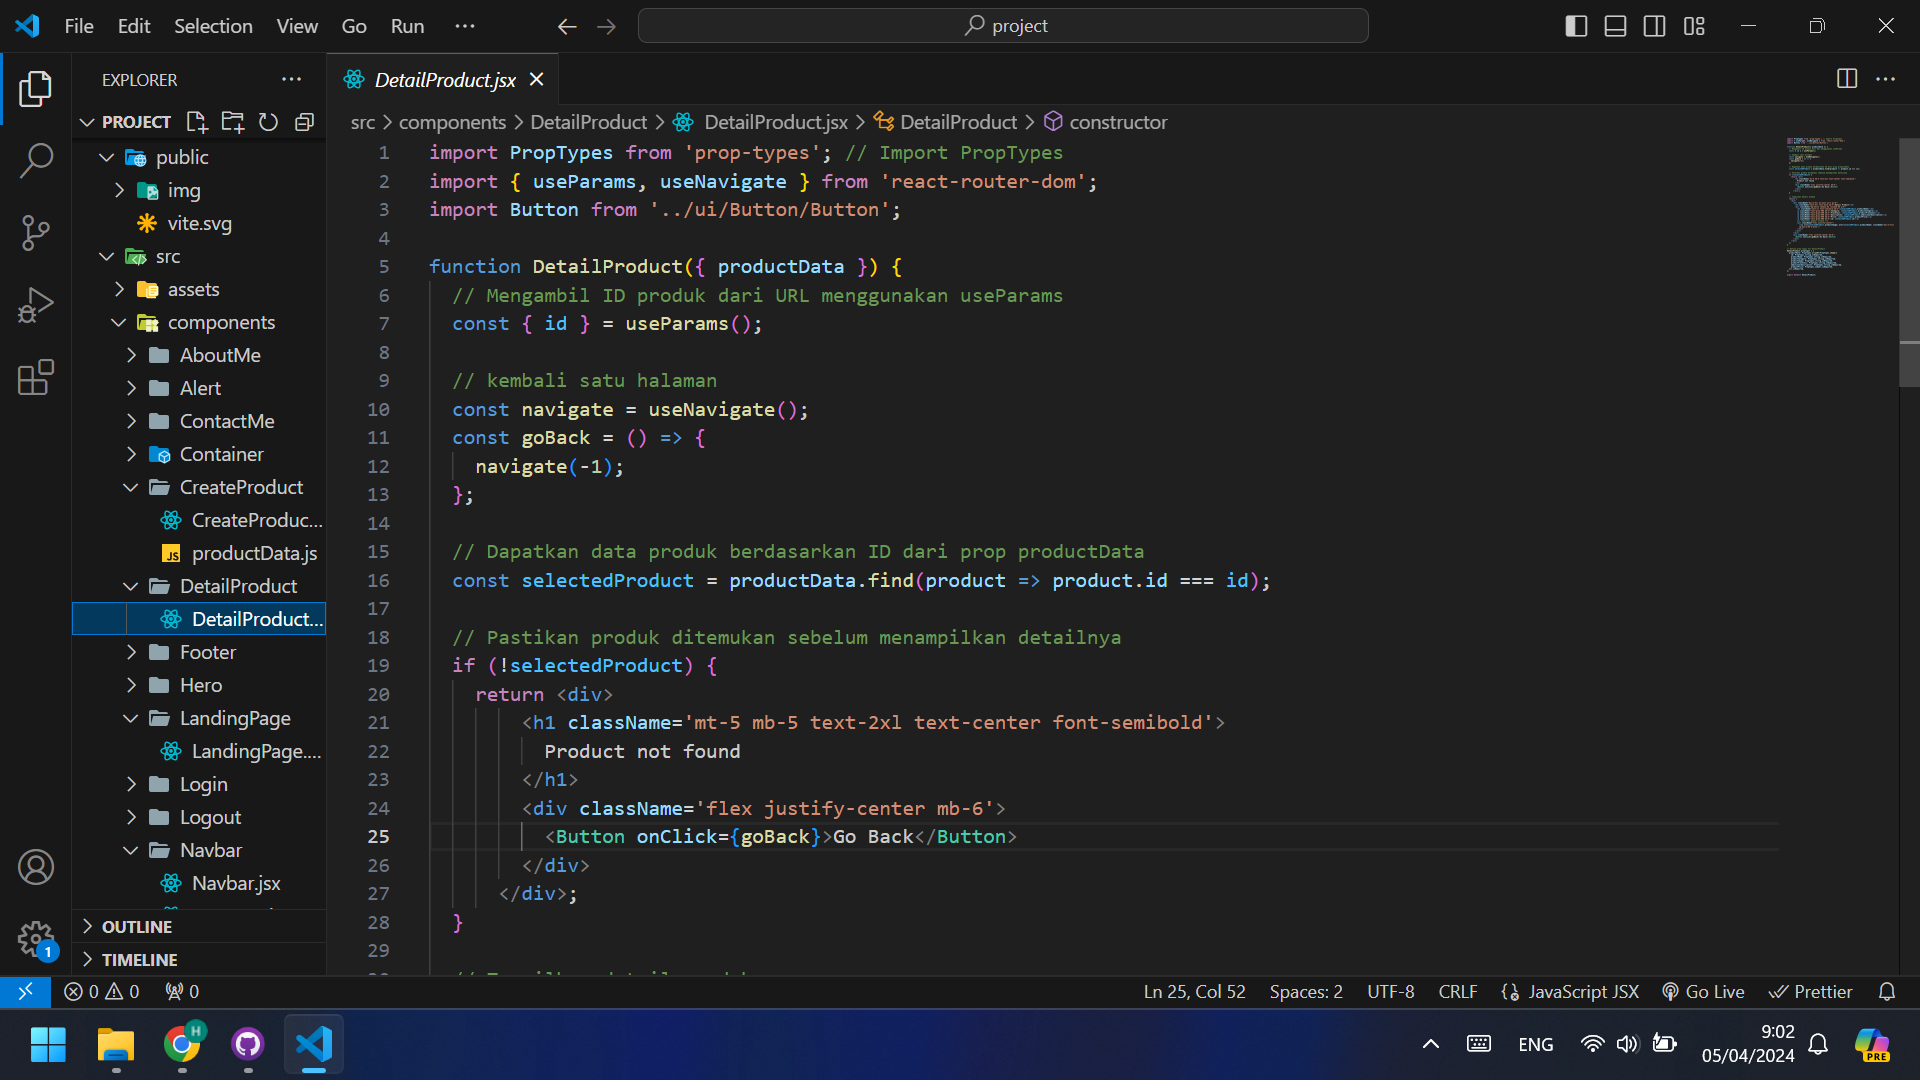 File Edit Selection View Go Run ··· project
EXPLORER
PROJECT
public
img
vite.svg
src
assets
components
AboutMe
Alert
ContactMe
Container
CreateProduct
CreateProduc...
JS productData.js
DetailProduct
DetailProduct...
Footer
Hero
LandingPage
LandingPage....
Login
Logout
Navbar
Navbar.jsx
OUTLINE
TIMELINE
DetailProduct.jsx
src > components > DetailProduct > DetailProduct.jsx > DetailProduct > constructor
1 import PropTypes from 'prop-types'; // Import PropTypes
2 import { useParams, useNavigate } from 'react-router-dom';
3 import Button from '../ui/Button/Button';
4
5 function DetailProduct({ productData }) {
6 // Mengambil ID produk dari URL menggunakan useParams
7 const { id } = useParams();
8
9 // kembali satu halaman
10 const navigate = useNavigate();
11 const goBack = () => {
12 navigate(-1);
13 };
14
15 // Dapatkan data produk berdasarkan ID dari prop productData
16 const selectedProduct = productData.find(product => product.id === id);
17
18 // Pastikan produk ditemukan sebelum menampilkan detailnya
19 if (!selectedProduct) {
20 return <div>
21 <h1 className='mt-5 mb-5 text-2xl text-center font-semibold'>
22 Product not found
23 </h1>
24 <div className='flex justify-center mb-6'>
25 <Button onClick={goBack}>Go Back</Button>
26 </div>
27 </div>;
28 }
29
1
0 0 0 Ln 25, Col 52 Spaces: 2 UTF-8 CRLF JavaScript JSX Go Live Prettier
H ENG 9:02
05/04/2024
PRE